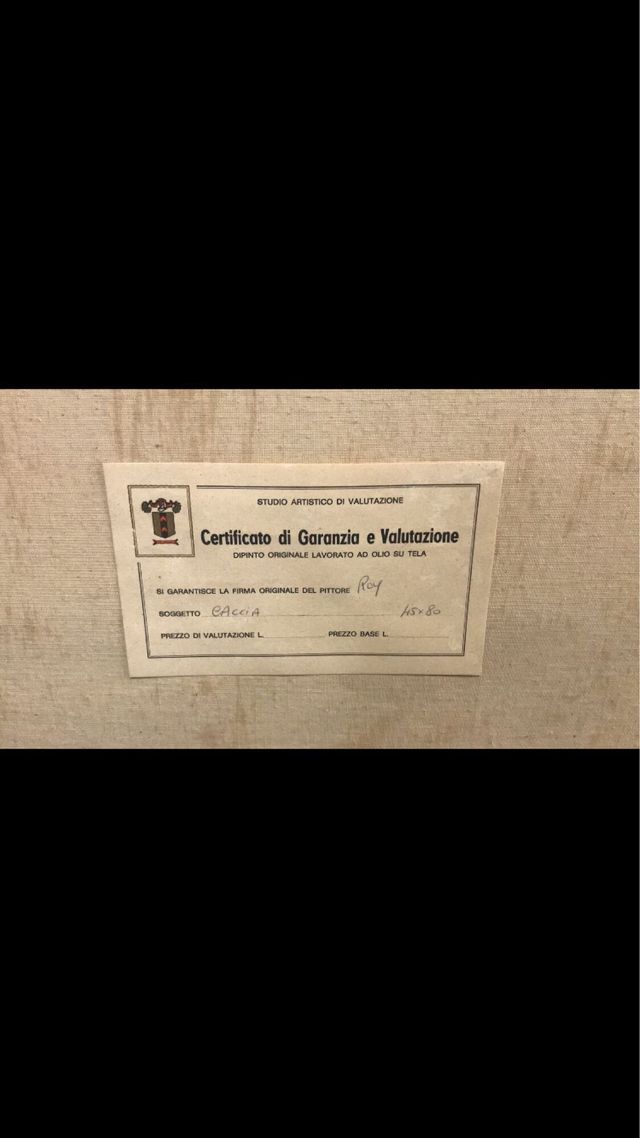 STUDIO ARTISTICO DI VALUTAZIONE
Certificato di Garanzia e Valutazione
DIPINTO ORIGINALE LAVORATO AD OLIO SU TELA
SI GARANTISCE LA FIRMA ORIGINALE DEL PITTORE Roy
SOGGETTO CACCIA 45x80
PREZZO DI VALUTAZIONE L. PREZZO BASE L.